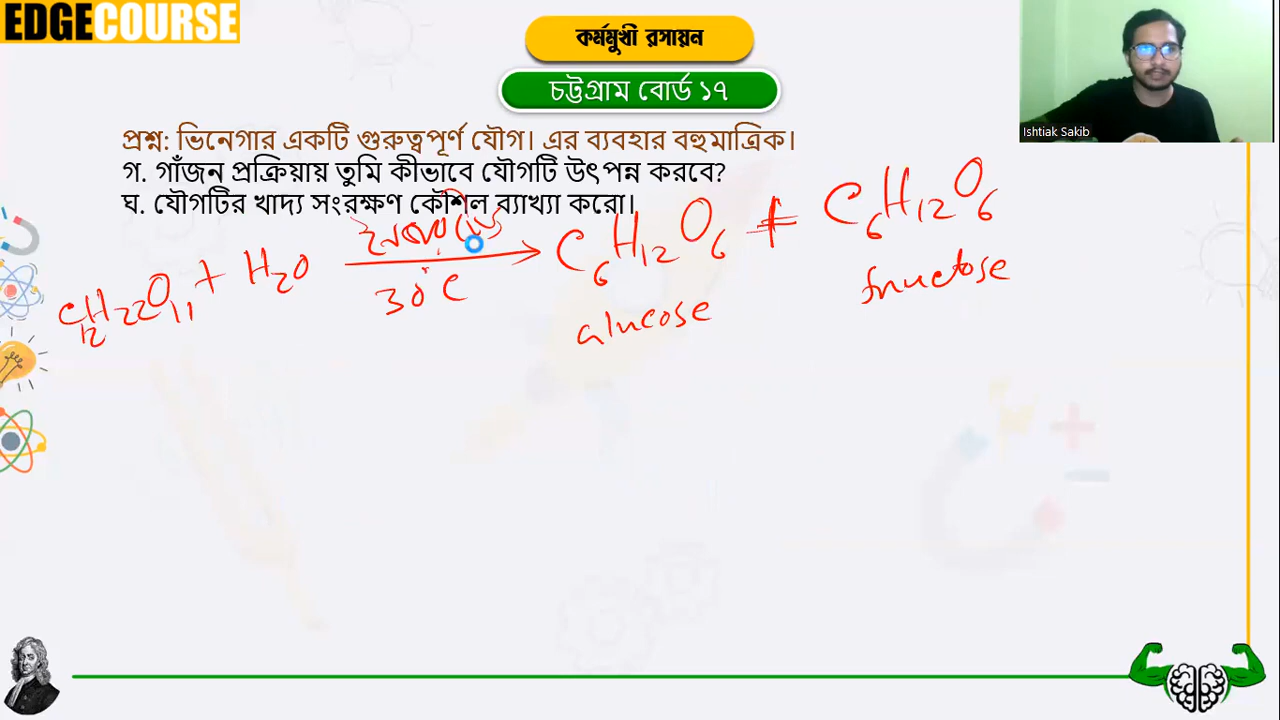 EDGECOURSE
কর্মমুখী রসায়ন
চট্টগ্রাম বোর্ড ১৭
Ishtiak Sakib
প্রশ্ন: ভিনেগার একটি গুরুত্বপূর্ণ যৌগ। এর ব্যবহার বহুমাত্রিক।
গ. গাঁজন প্রক্রিয়ায় তুমি কীভাবে যৌগটি উৎপন্ন করবে?
ঘ. যৌগটির খাদ্য সংরক্ষণ কৌশল ব্যাখ্যা করো।
C12H22O11 + H2O → C6H12O6 + C6H12O6
30°C
glucose fructose